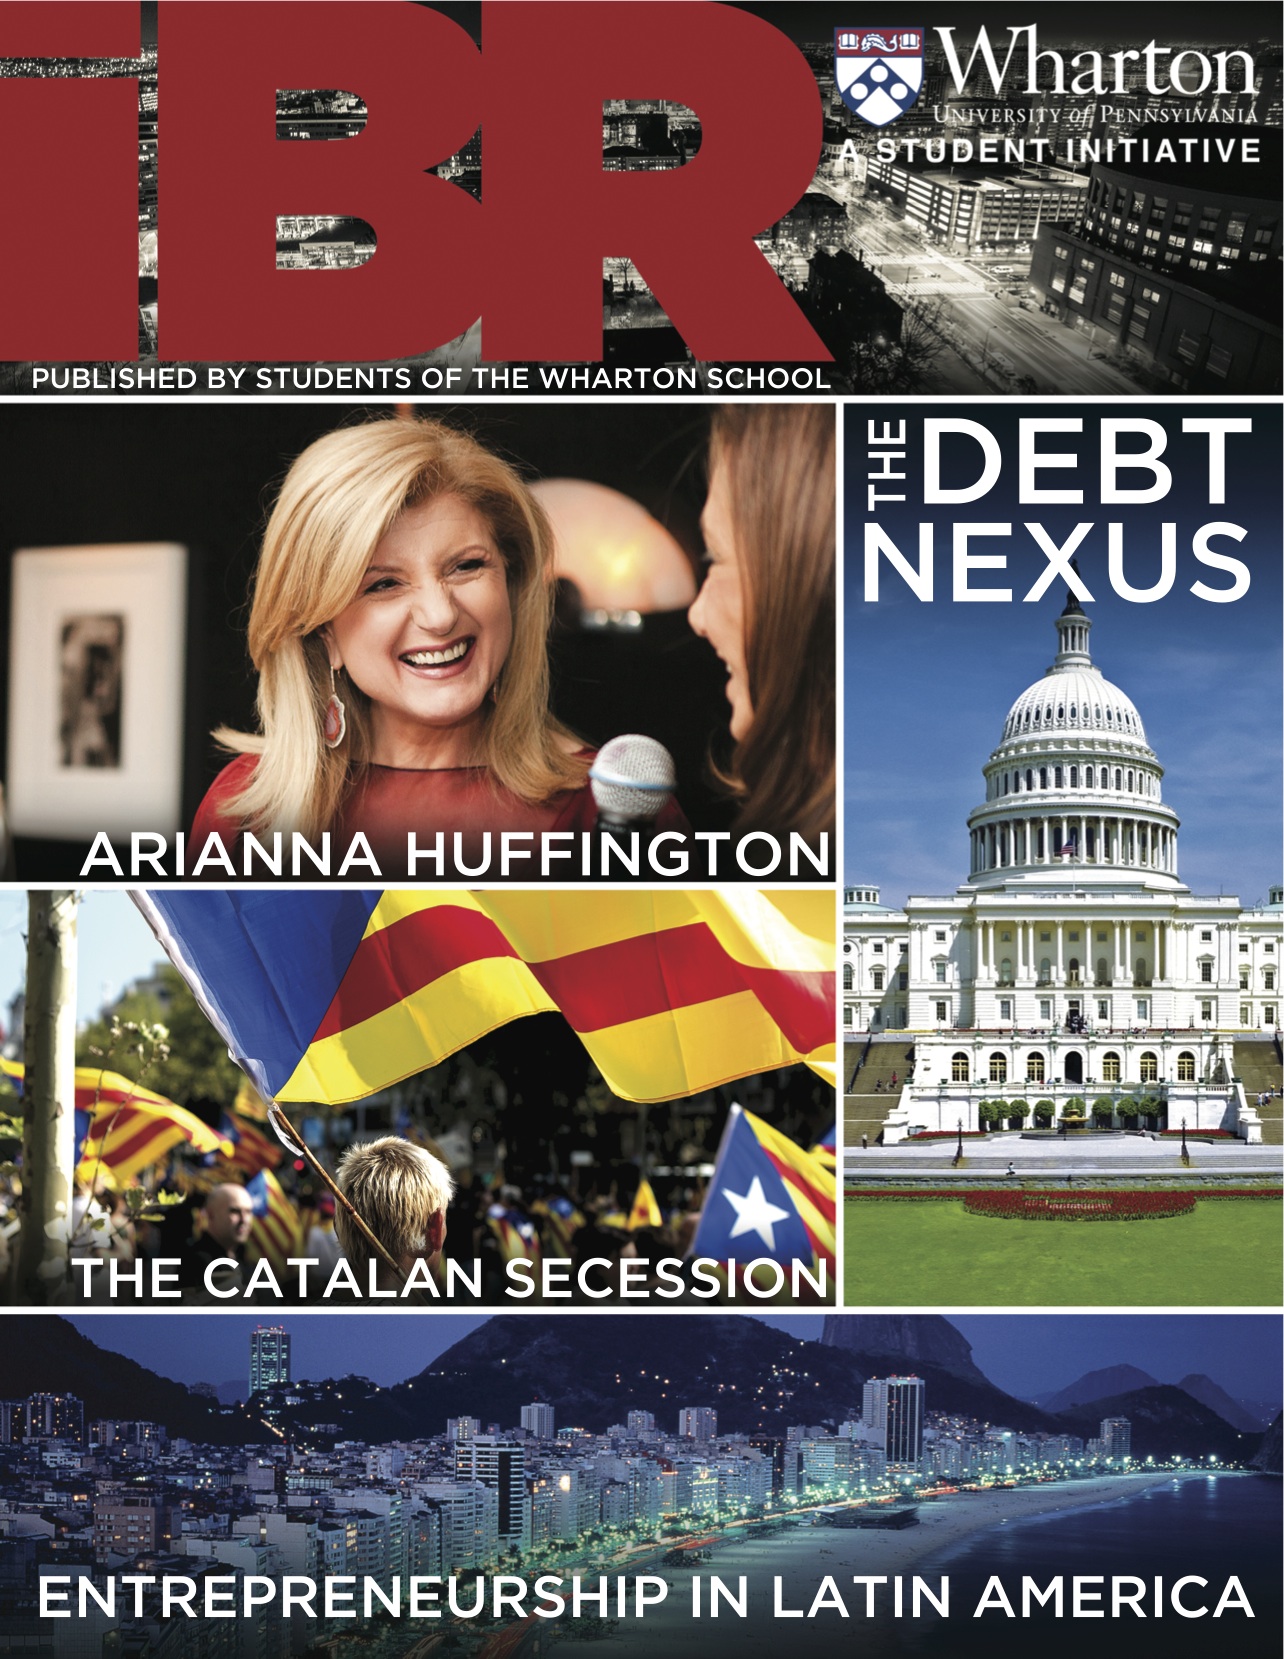 IBR
Wharton
UNIVERSITY of PENNSYLVANIA
A STUDENT INITIATIVE
PUBLISHED BY STUDENTS OF THE WHARTON SCHOOL
ARIANNA HUFFINGTON
THE DEBT
NEXUS
THE CATALAN SECESSION
ENTREPRENEURSHIP IN LATIN AMERICA